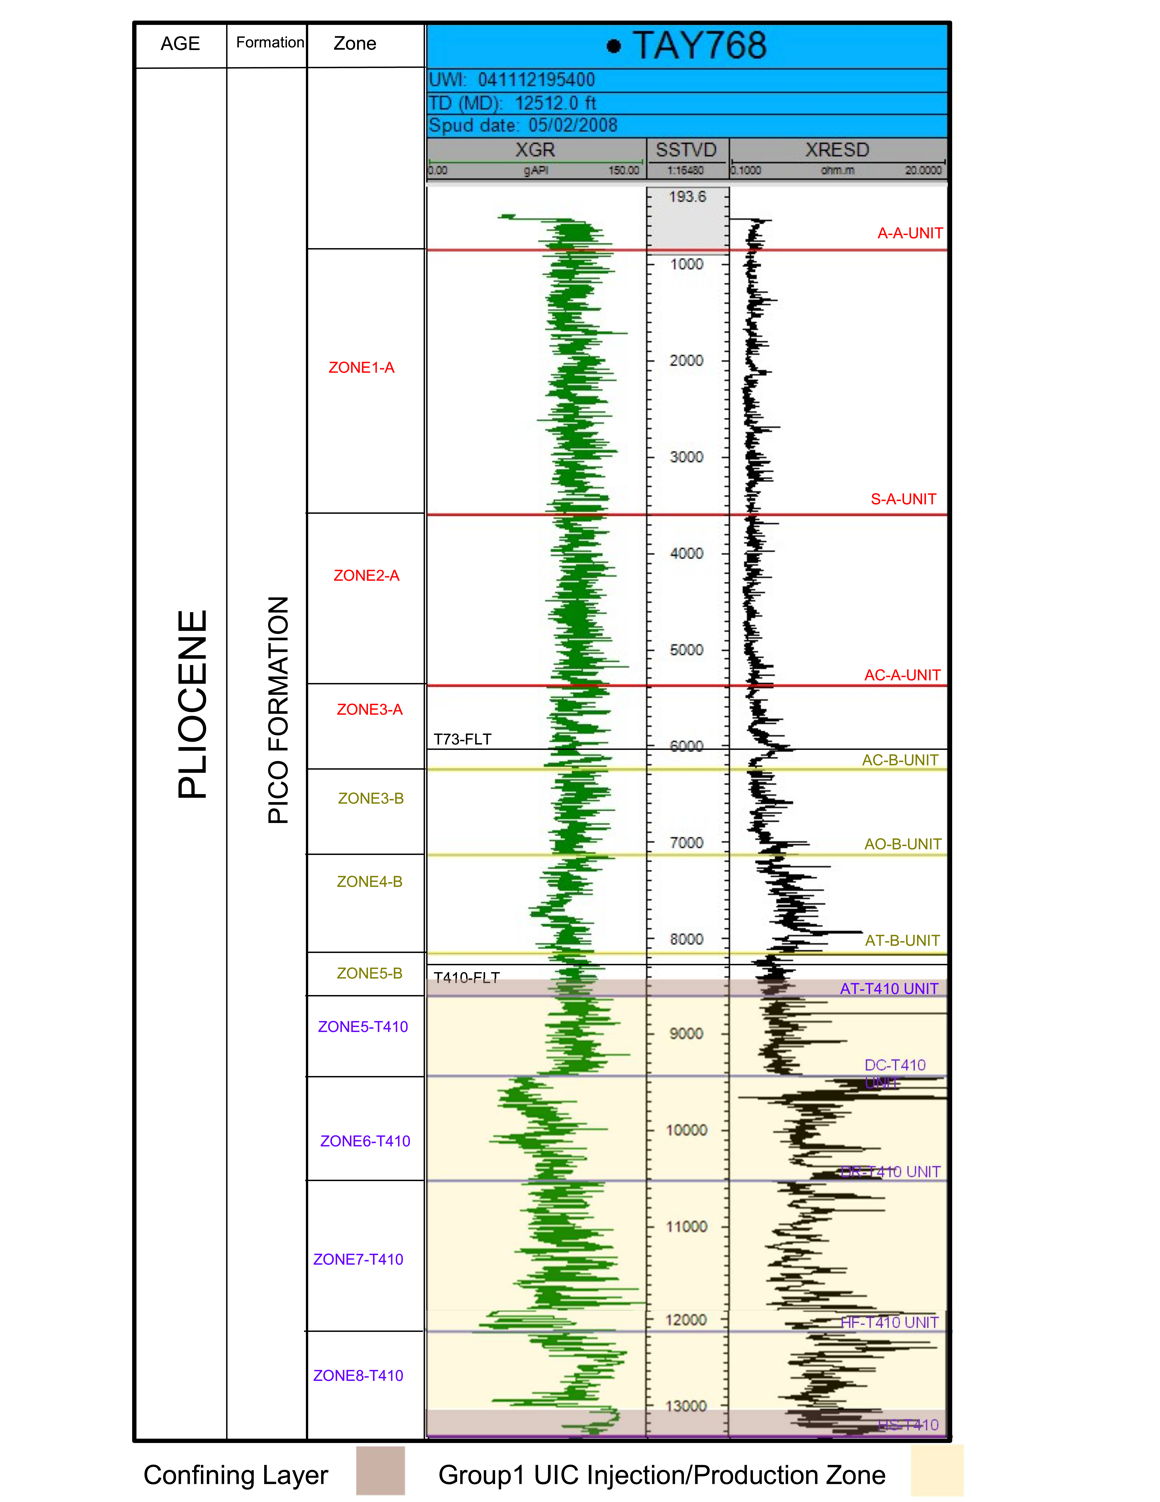 AGE
Formation
Zone
• TAY768
UWI: 041112195400
TD (MD): 12512.0 ft
Spud date: 05/02/2008
XGR
SSTVD
XRESD
0.00 gAPI 150.00
1:16480
0.1000 ohm.m 20.0000
193.6
A-A-UNIT
1000
2000
ZONE1-A
3000
S-A-UNIT
4000
ZONE2-A
5000
AC-A-UNIT
ZONE3-A
T73-FLT
6000
AC-B-UNIT
ZONE3-B
7000
AO-B-UNIT
ZONE4-B
8000
AT-B-UNIT
ZONE5-B
T410-FLT
AT-T410 UNIT
ZONE5-T410
9000
DC-T410
UNIT
10000
ZONE6-T410
DR-T410 UNIT
11000
ZONE7-T410
12000
HF-T410 UNIT
ZONE8-T410
13000
HS-T410
PLIOCENE
PICO FORMATION
Confining Layer
Group1 UIC Injection/Production Zone